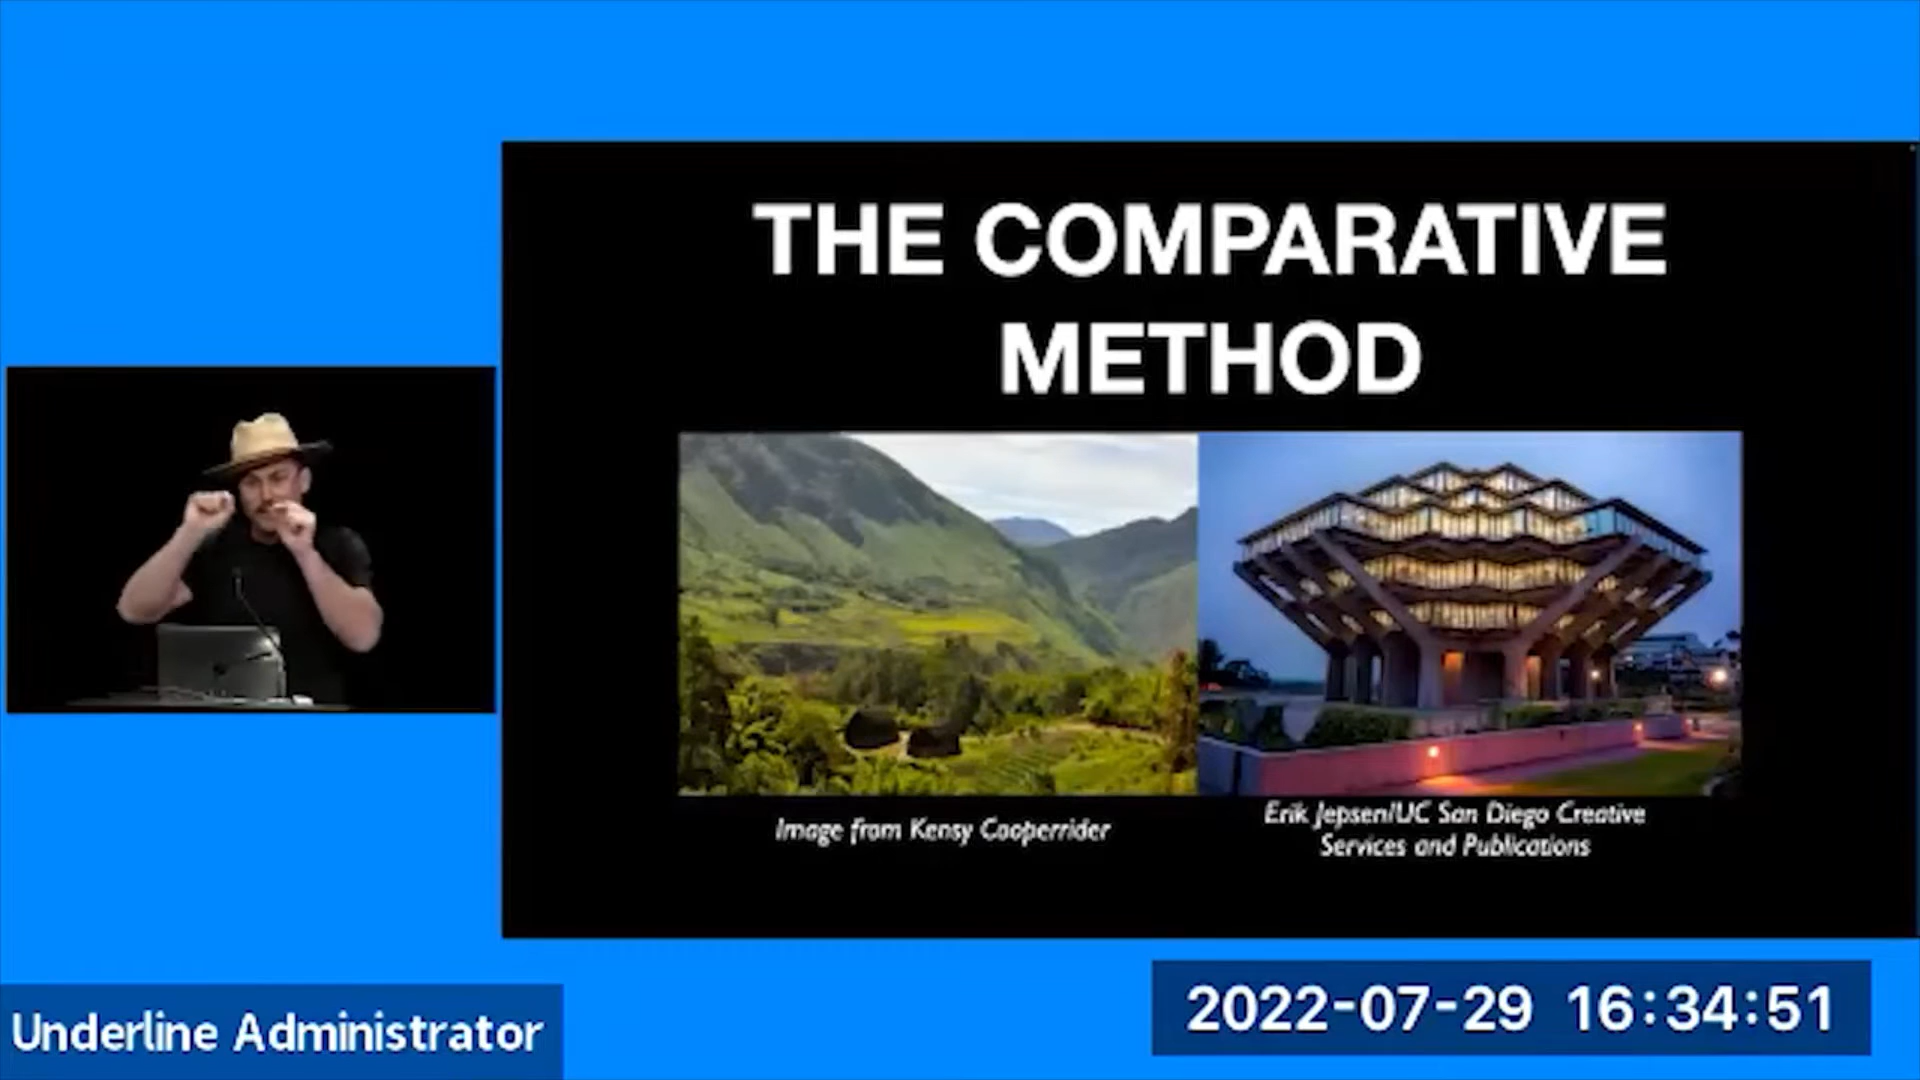 THE COMPARATIVE
METHOD
Image from Kensy Cooperrider
Erik Jepsen/UC San Diego Creative
Services and Publications
Underline Administrator
2022-07-29 16:34:51